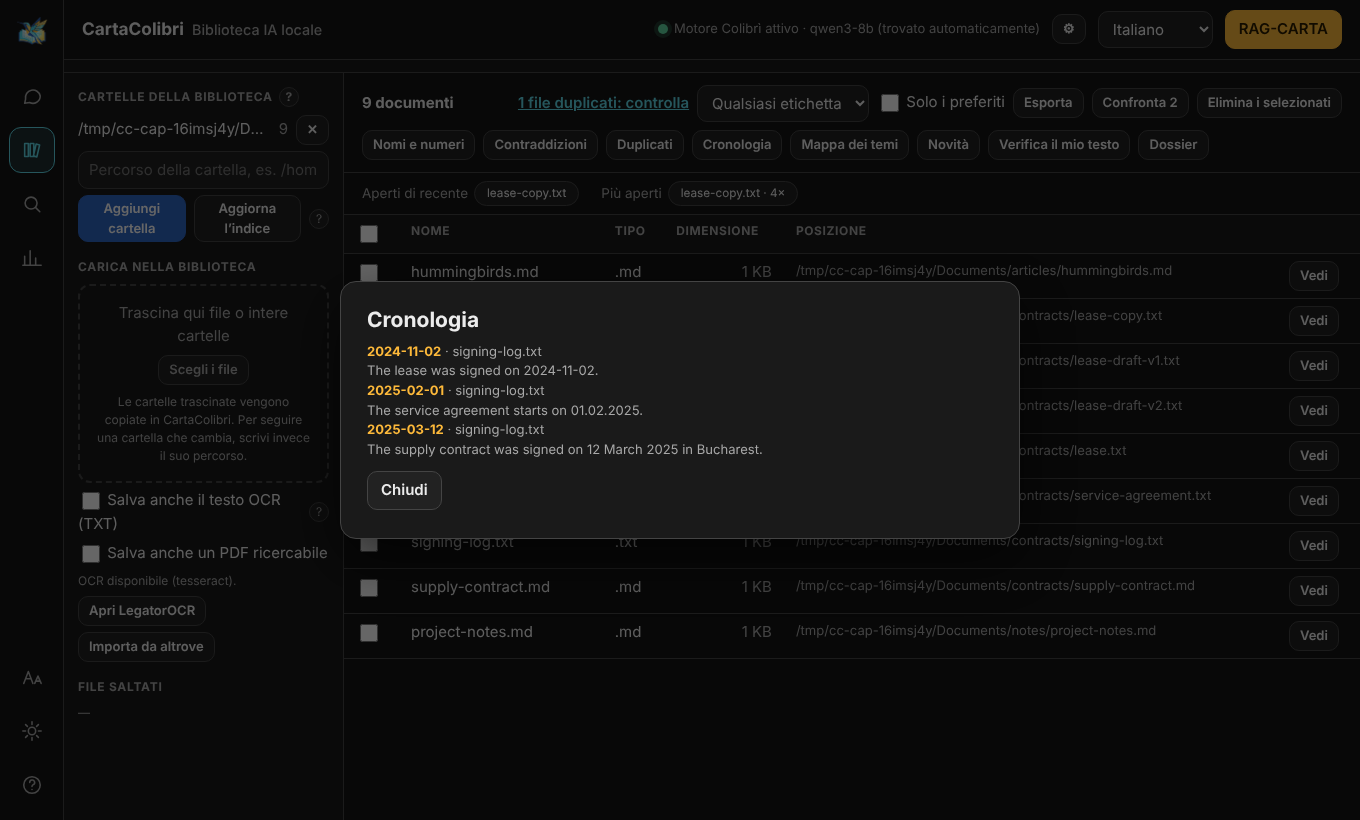 CartaColibri Biblioteca IA locale
Motore Colibrì attivo · qwen3-8b (trovato automaticamente)
Italiano
RAG-CARTA
CARTELLE DELLA BIBLIOTECA ?
/tmp/cc-cap-16imsj4y/D... 9 ✕
Percorso della cartella, es. /hom
Aggiungi cartella
Aggiorna l'indice
?
CARICA NELLA BIBLIOTECA
Trascina qui file o intere
cartelle
Scegli i file
Le cartelle trascinate vengono
copiate in CartaColibri. Per seguire
una cartella che cambia, scrivi invece
il suo percorso.
Salva anche il testo OCR
(TXT)
?
Salva anche un PDF ricercabile
OCR disponibile (tesseract).
Apri LegatorOCR
Importa da altrove
FILE SALTATI
—
9 documenti
1 file duplicati: controlla
Qualsiasi etichetta
Solo i preferiti
Esporta
Confronta 2
Elimina i selezionati
Nomi e numeri
Contraddizioni
Duplicati
Cronologia
Mappa dei temi
Novità
Verifica il mio testo
Dossier
Aperti di recente lease-copy.txt Più aperti lease-copy.txt · 4×
NOME TIPO DIMENSIONE POSIZIONE
hummingbirds.md .md 1 KB /tmp/cc-cap-16imsj4y/Documents/articles/hummingbirds.md Vedi
ontracts/lease-copy.txt Vedi
ontracts/lease-draft-v1.txt Vedi
ontracts/lease-draft-v2.txt Vedi
ontracts/lease.txt Vedi
ontracts/service-agreement.txt Vedi
Cronologia
2024-11-02 · signing-log.txt
The lease was signed on 2024-11-02.
2025-02-01 · signing-log.txt
The service agreement starts on 01.02.2025.
2025-03-12 · signing-log.txt
The supply contract was signed on 12 March 2025 in Bucharest.
Chiudi
signing-log.txt .txt 1 KB /tmp/cc-cap-16imsj4y/Documents/contracts/signing-log.txt Vedi
supply-contract.md .md 1 KB /tmp/cc-cap-16imsj4y/Documents/contracts/supply-contract.md Vedi
project-notes.md .md 1 KB /tmp/cc-cap-16imsj4y/Documents/notes/project-notes.md Vedi
AA